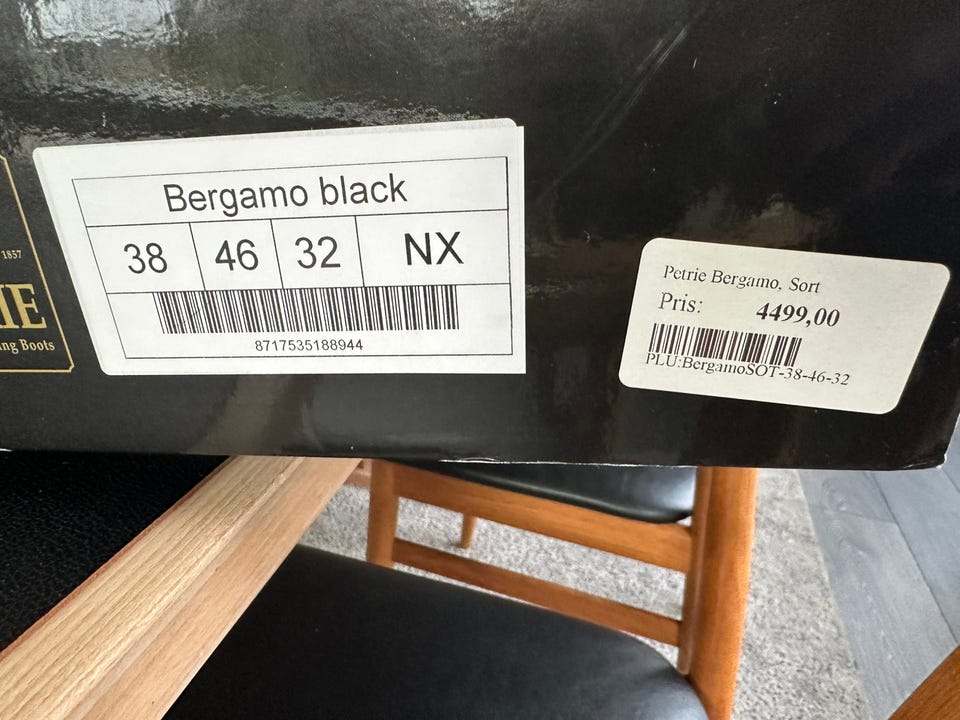 1857
IE
ng Boots
Bergamo black
38 46 32 NX
8717535188944
Petrie Bergamo, Sort
Pris: 4499,00
PLU:BergamoSOT-38-46-32